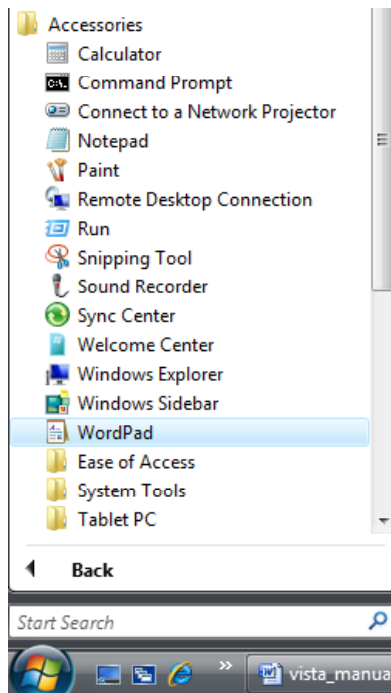 Accessories
Calculator
Command Prompt
Connect to a Network Projector
Notepad
Paint
Remote Desktop Connection
Run
Snipping Tool
Sound Recorder
Sync Center
Welcome Center
Windows Explorer
Windows Sidebar
WordPad
Ease of Access
System Tools
Tablet PC
Back
Start Search
» vista_manua